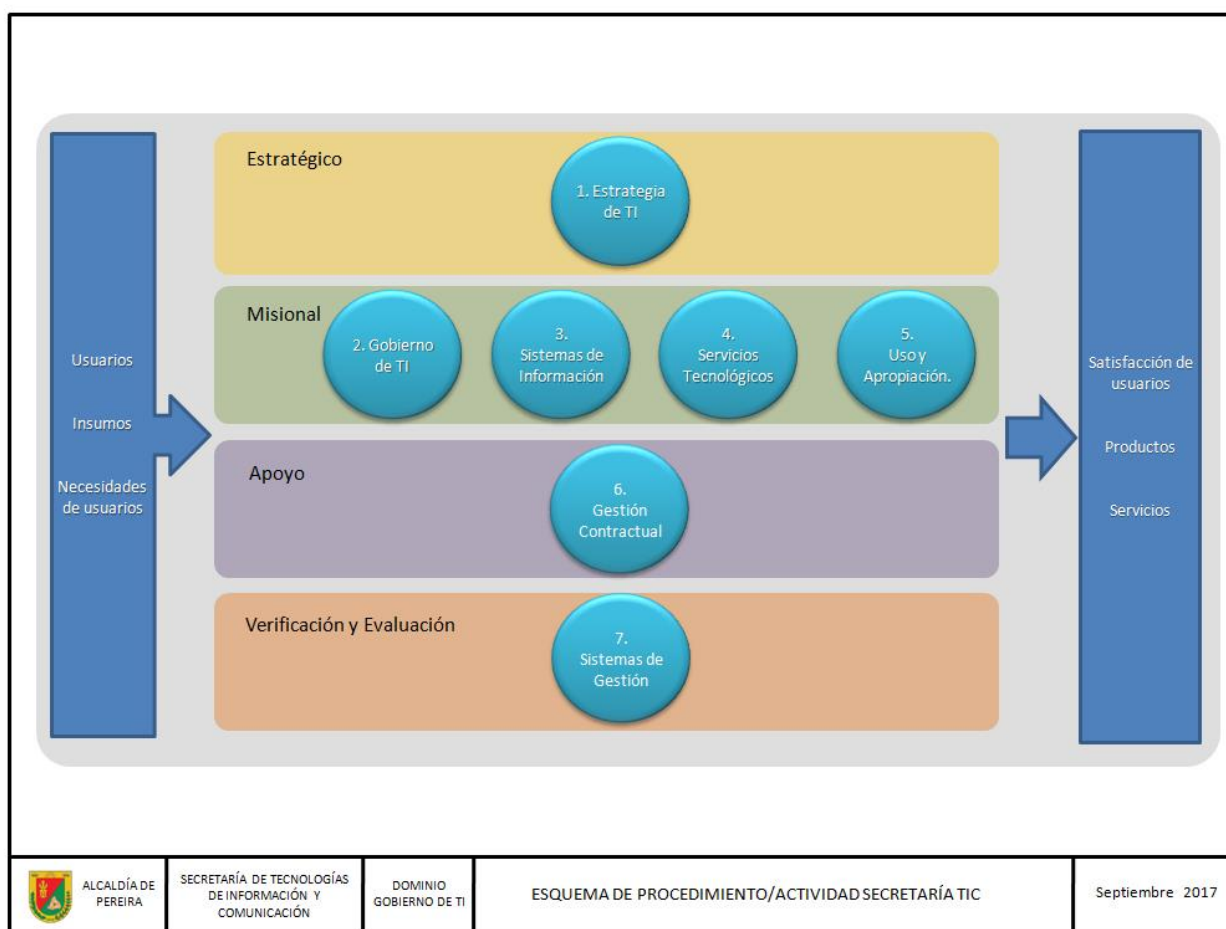 Estratégico
1. Estrategia
de TI
Misional
2. Gobierno
de TI
3.
Sistemas de
Información
4.
Servicios
Tecnológicos
5.
Uso y
Apropiación.
Usuarios
Insumos
Necesidades
de usuarios
Satisfacción de
usuarios
Productos
Servicios
Apoyo
6.
Gestión
Contractual
Verificación y Evaluación
7.
Sistemas de
Gestión
ALCALDÍA DE
PEREIRA
SECRETARÍA DE TECNOLOGÍAS
DE INFORMACIÓN Y
COMUNICACIÓN
DOMINIO
GOBIERNO DE TI
ESQUEMA DE PROCEDIMIENTO/ACTIVIDAD SECRETARÍA TIC
Septiembre 2017